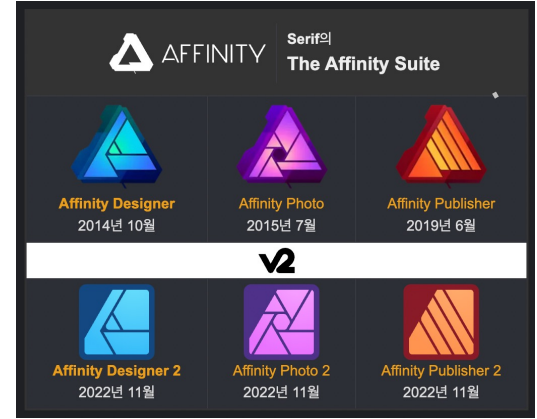 AFFINITY
Serif의
The Affinity Suite
Affinity Designer
2014년 10월
Affinity Photo
2015년 7월
Affinity Publisher
2019년 6월
V2
Affinity Designer 2
2022년 11월
Affinity Photo 2
2022년 11월
Affinity Publisher 2
2022년 11월